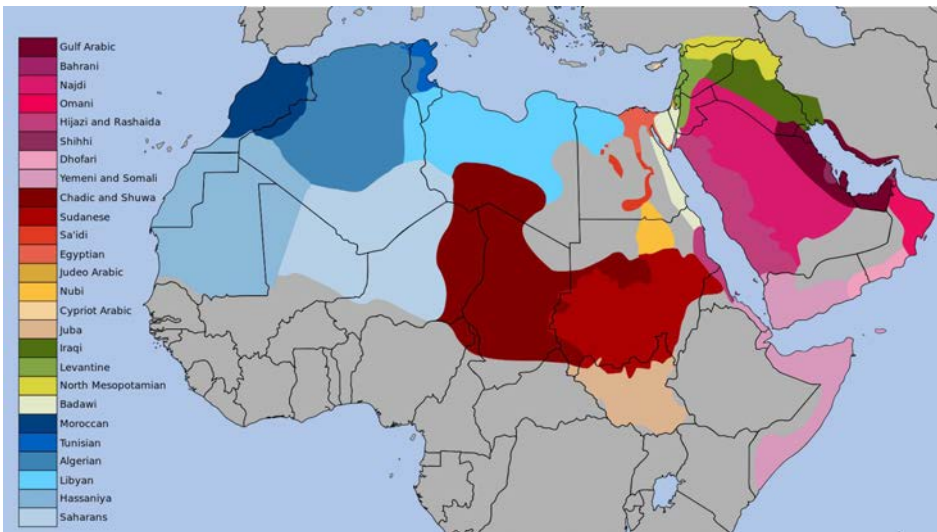 Gulf Arabic
Bahrani
Najdi
Omani
Hijazi and Rashaida
Shihhi
Dhofari
Yemeni and Somali
Chadic and Shuwa
Sudanese
Sa'idi
Egyptian
Judeo Arabic
Nubi
Cypriot Arabic
Juba
Iraqi
Levantine
North Mesopotamian
Badawi
Moroccan
Tunisian
Algerian
Libyan
Hassaniya
Saharans